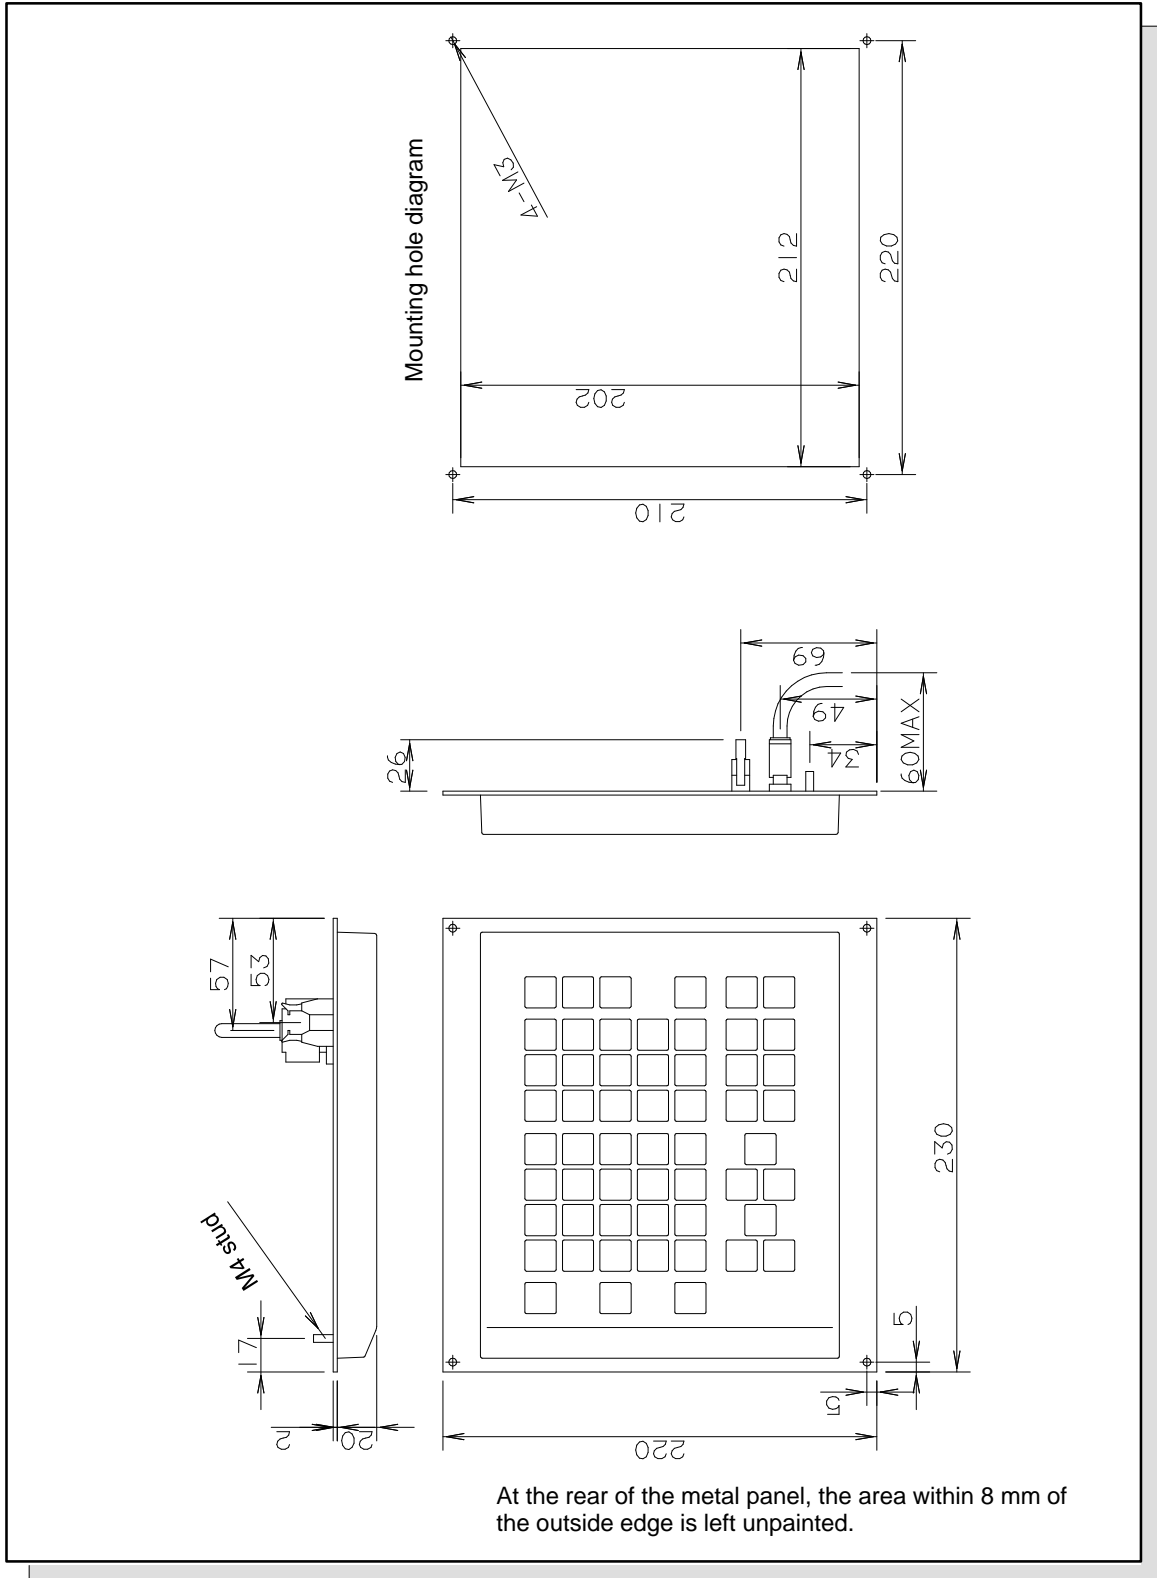 4-M3
Mounting hole diagram
212
220
202
210
69
49
34
60MAX
26
57
53
230
M4 stud
17
5
5
2
20
220
At the rear of the metal panel, the area within 8 mm of
the outside edge is left unpainted.